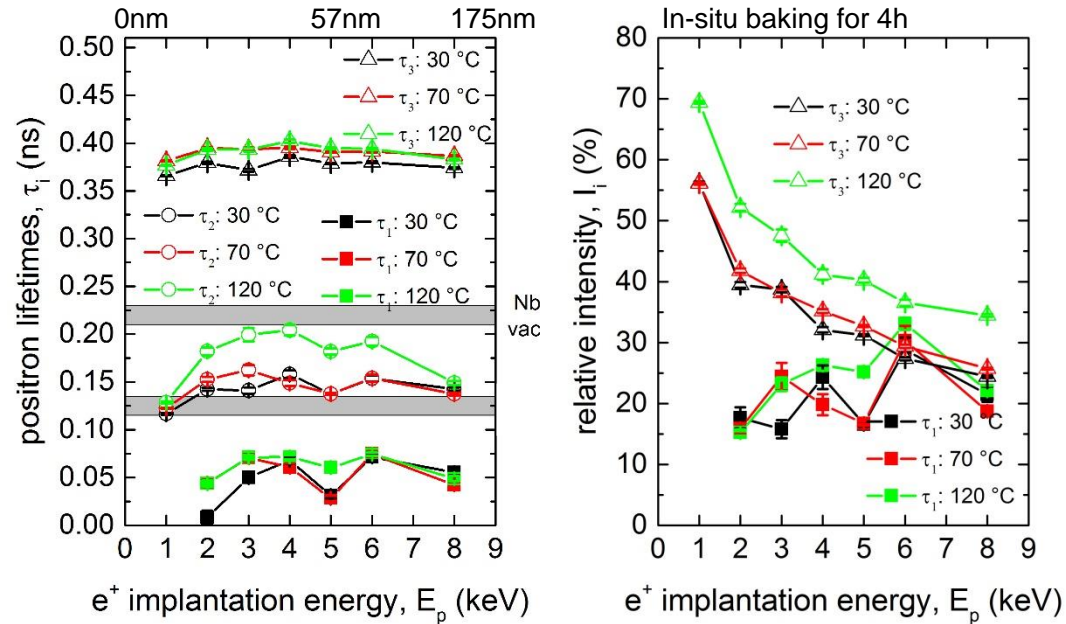 0nm 57nm 175nm
0.50
0.45
0.40
0.35
0.30
0.25
0.20
0.15
0.10
0.05
0.00
positron lifetimes, τ_i (ns)
τ₃: 30 °C
τ₃: 70 °C
τ₃: 120 °C
τ₂: 30 °C
τ₂: 70 °C
τ₂: 120 °C
τ₁: 30 °C
τ₁: 70 °C
τ₁: 120 °C
Nb
vac
0 1 2 3 4 5 6 7 8 9
e⁺ implantation energy, E_p (keV)
In-situ baking for 4h
80
70
60
50
40
30
20
10
0
relative intensity, I_i (%)
τ₃: 30 °C
τ₃: 70 °C
τ₃: 120 °C
τ₁: 30 °C
τ₁: 70 °C
τ₁: 120 °C
0 1 2 3 4 5 6 7 8 9
e⁺ implantation energy, E_p (keV)